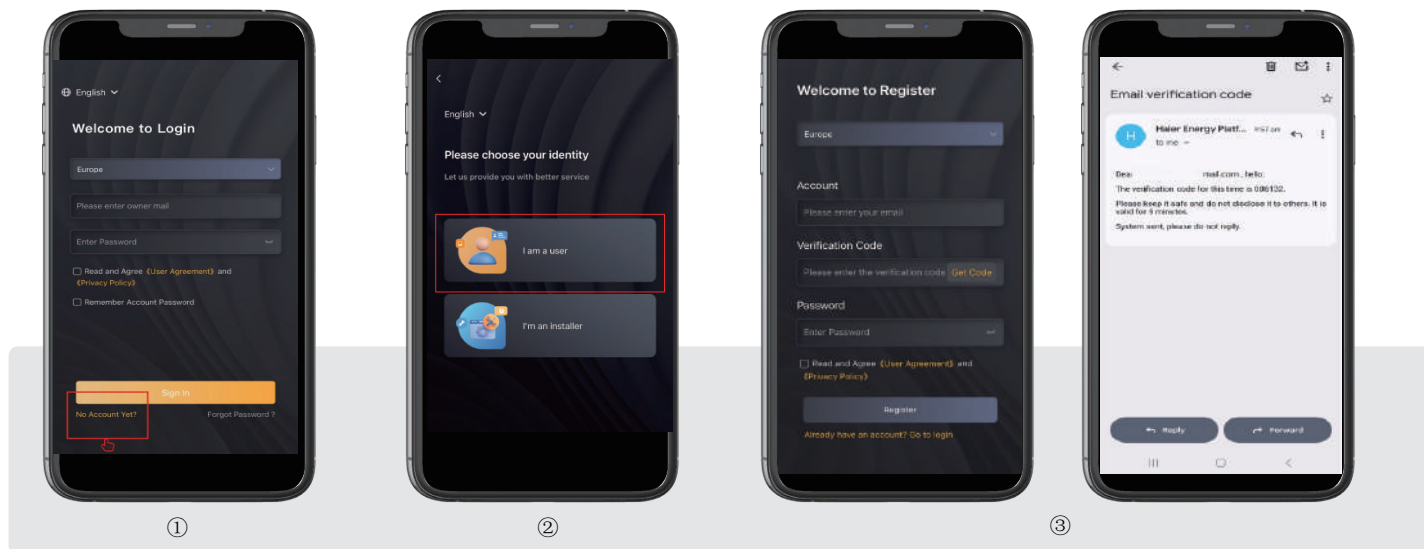 English
Welcome to Login
Europe
Please enter owner mail
Enter Password
Read and Agree 《User Agreement》 and
《Privacy Policy》
Remember Account Password
Sign In
No Account Yet?
Forgot Password ?
①
English
Please choose your identity
Let us provide you with better service
I am a user
I'm an installer
②
Welcome to Register
Europe
Account
Please enter your email
Verification Code
Please enter the verification code Get Code
Password
Enter Password
Read and Agree 《User Agreement》 and
《Privacy Policy》
Register
Already have an account? Go to login
Email verification code
H
Haier Energy Platf...
to me
Dear mail.com, hello:
The verification code for this time is 086132.
Please keep it safe and do not disclose it to others. It is
valid for minutes.
System sent, please do not reply.
Reply
Forward
③